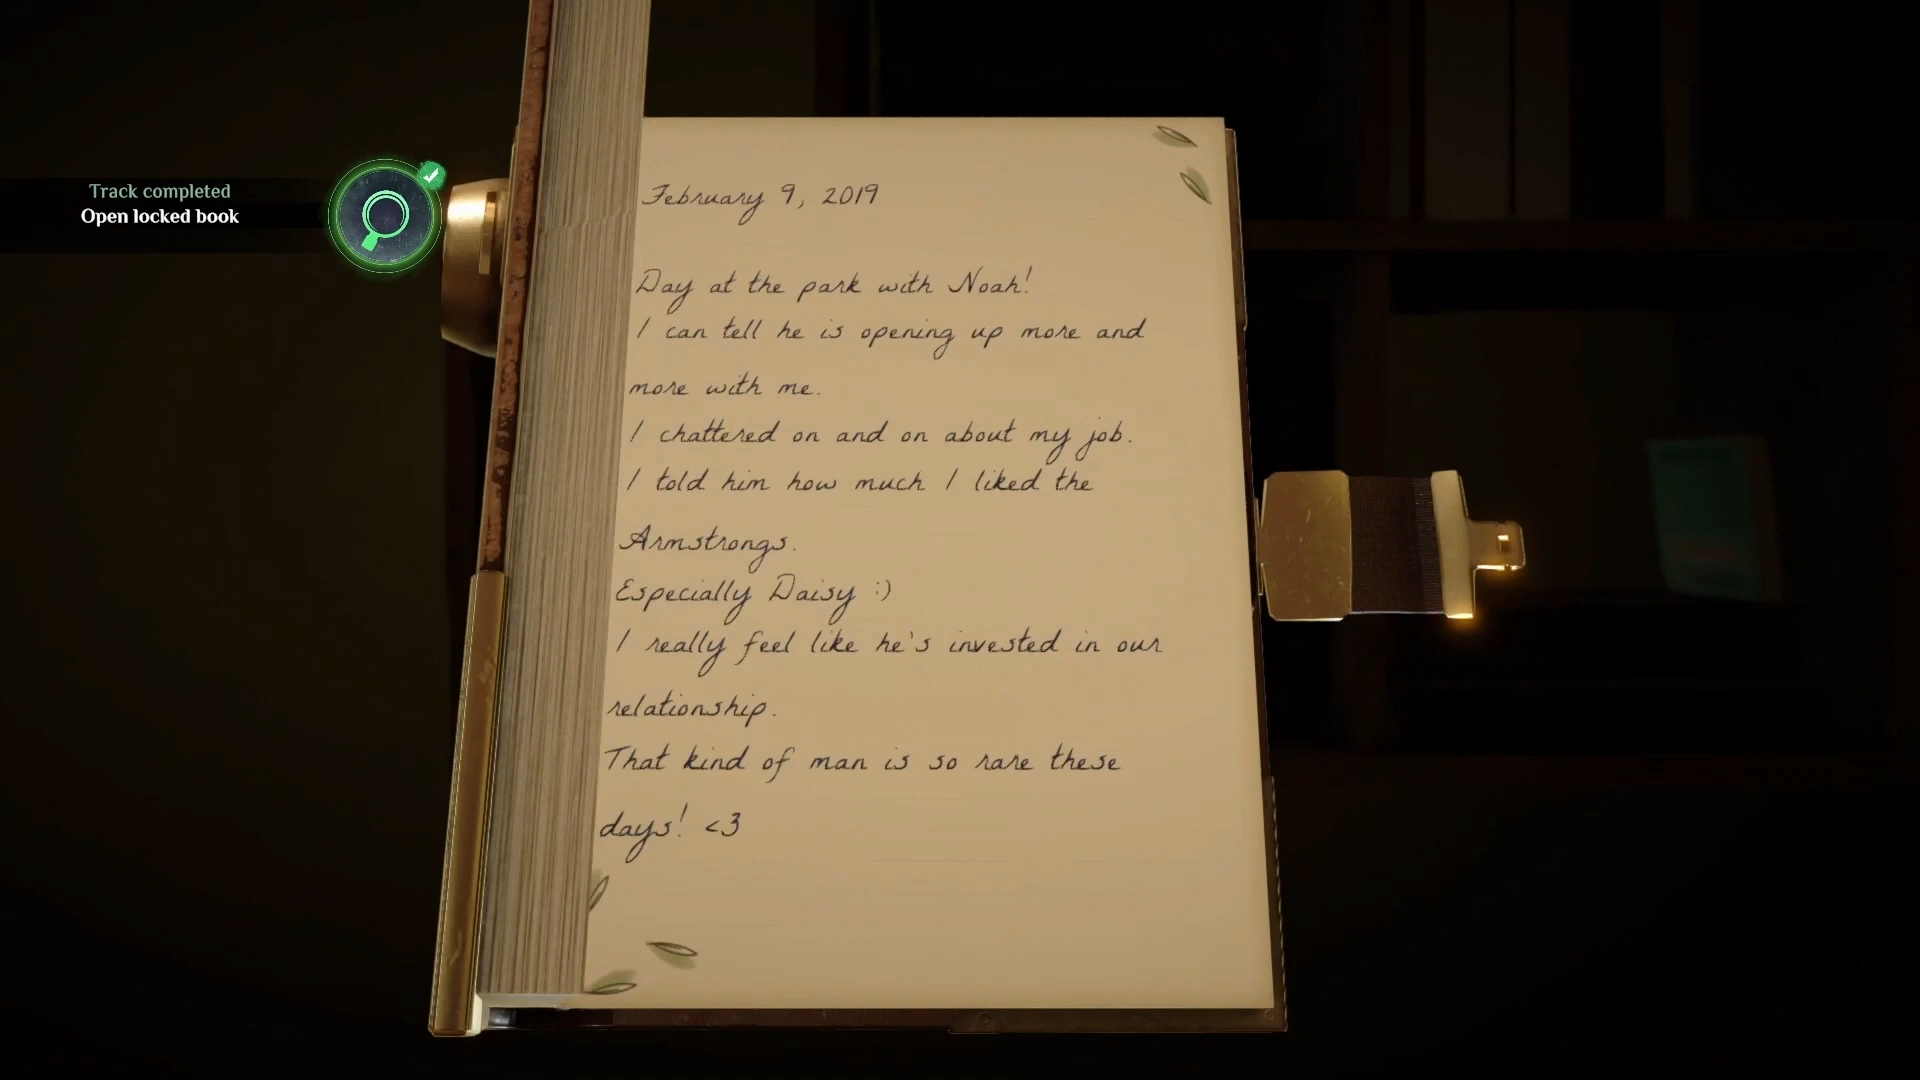 Track completed
Open locked book
February 9, 2019
Day at the park with Noah!
I can tell he is opening up more and
more with me.
I chattered on and on about my job.
I told him how much I liked the
Armstrongs.
Especially Daisy :)
I really feel like he's invested in our
relationship.
That kind of man is so rare these
days! <3